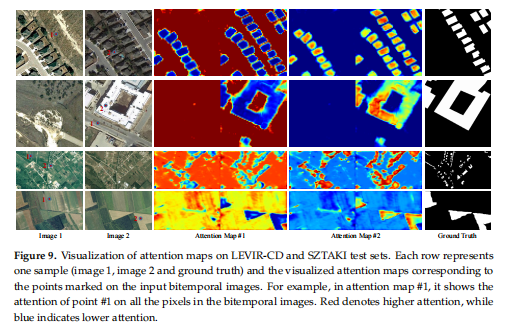 2
2
Image 1 Image 2 Attention Map #1 Attention Map #2 Ground Truth
Figure 9. Visualization of attention maps on LEVIR-CD and SZTAKI test sets. Each row represents
one sample (image 1, image 2 and ground truth) and the visualized attention maps corresponding to
the points marked on the input bitemporal images. For example, in attention map #1, it shows the
attention of point #1 on all the pixels in the bitemporal images. Red denotes higher attention, while
blue indicates lower attention.